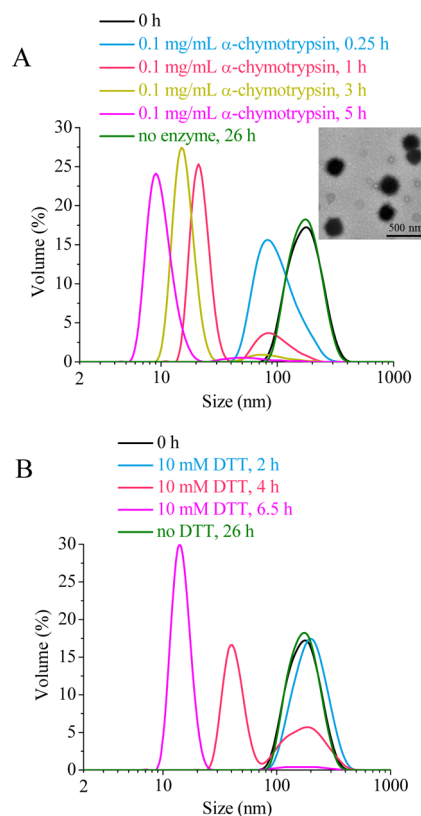 A
0 h
0.1 mg/mL α-chymotrypsin, 0.25 h
0.1 mg/mL α-chymotrypsin, 1 h
0.1 mg/mL α-chymotrypsin, 3 h
0.1 mg/mL α-chymotrypsin, 5 h
no enzyme, 26 h
30
25
20
15
10
5
0
Volume (%)
500 nm
2
10
100
1000
Size (nm)
B
0 h
10 mM DTT, 2 h
10 mM DTT, 4 h
10 mM DTT, 6.5 h
no DTT, 26 h
30
25
20
15
10
5
0
Volume (%)
2
10
100
1000
Size (nm)